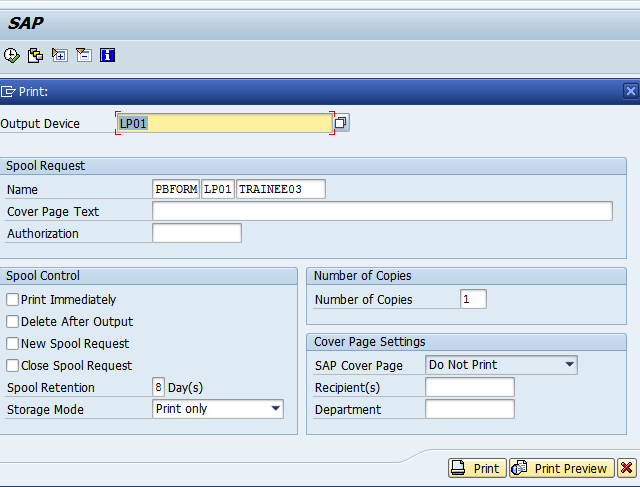 SAP
Print:
Output Device LP01
Spool Request
Name PBFORM LP01 TRAINEE03
Cover Page Text
Authorization
Spool Control
Print Immediately
Delete After Output
New Spool Request
Close Spool Request
Spool Retention 8 Day(s)
Storage Mode Print only
Number of Copies
Number of Copies 1
Cover Page Settings
SAP Cover Page Do Not Print
Recipient(s)
Department
Print Print Preview